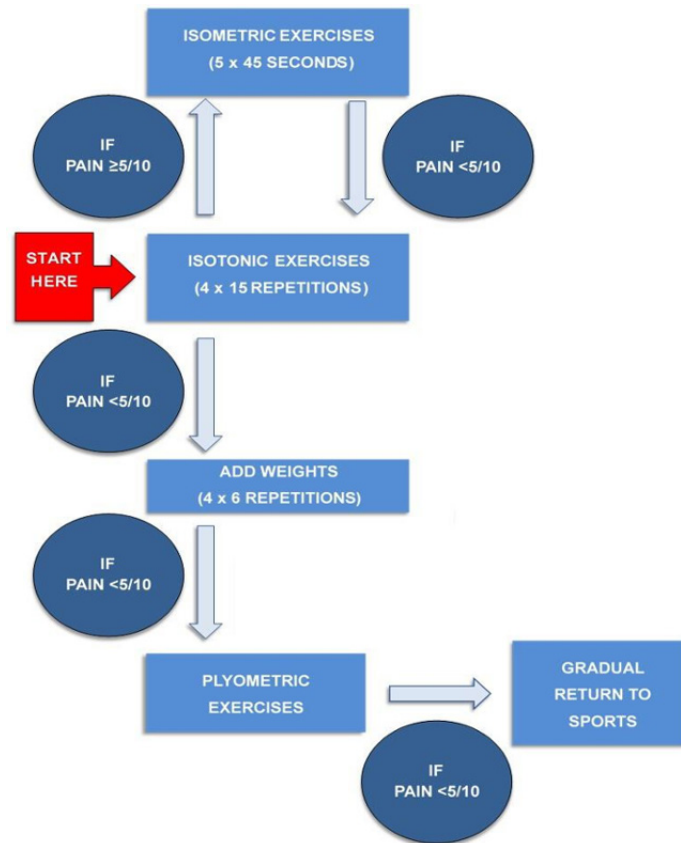 ISOMETRIC EXERCISES
(5 x 45 SECONDS)
IF
PAIN ≥5/10
IF
PAIN <5/10
START
HERE
ISOTONIC EXERCISES
(4 x 15 REPETITIONS)
IF
PAIN <5/10
ADD WEIGHTS
(4 x 6 REPETITIONS)
IF
PAIN <5/10
PLYOMETRIC
EXERCISES
GRADUAL
RETURN TO
SPORTS
IF
PAIN <5/10